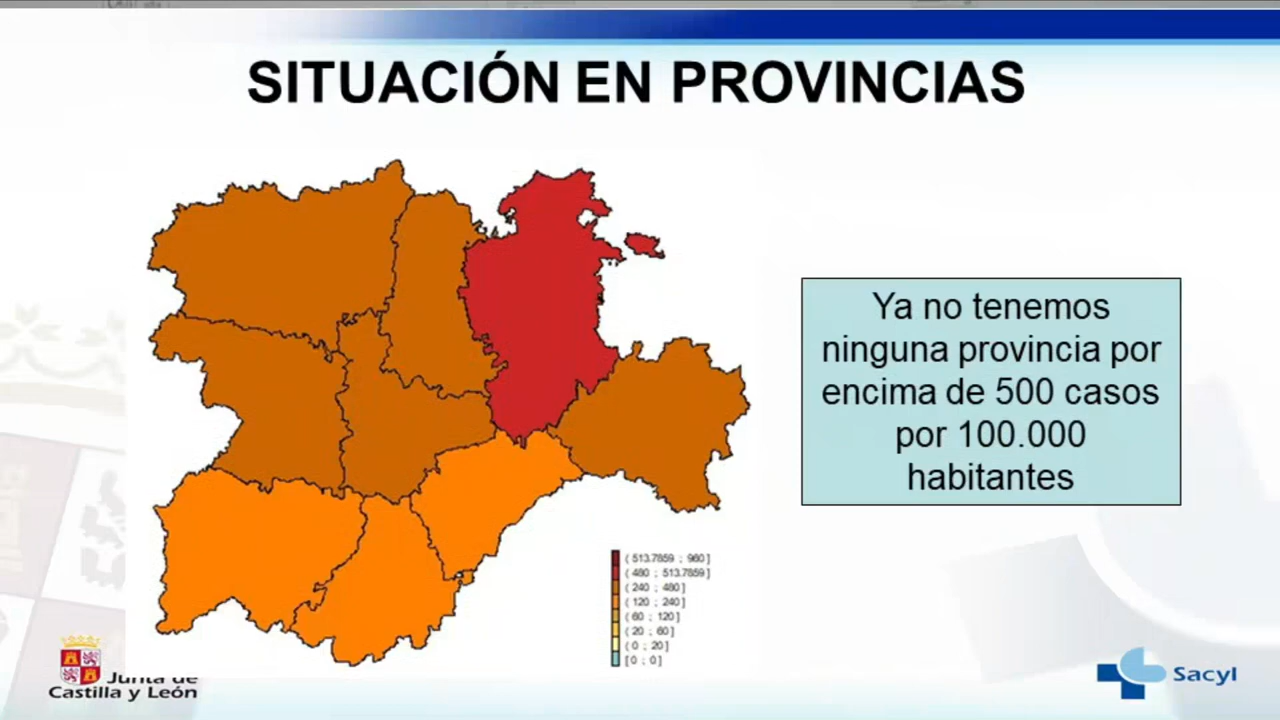 SITUACIÓN EN PROVINCIAS
Ya no tenemos
ninguna provincia por
encima de 500 casos
por 100.000
habitantes
( 513.7859 ; 960 ]
( 480 ; 513.7859 ]
( 240 ; 480 ]
( 120 ; 240 ]
( 60 ; 120 ]
( 20 ; 60 ]
( 0 ; 20 ]
[ 0 ; 0 ]
Junta de
Castilla y León
Sacyl